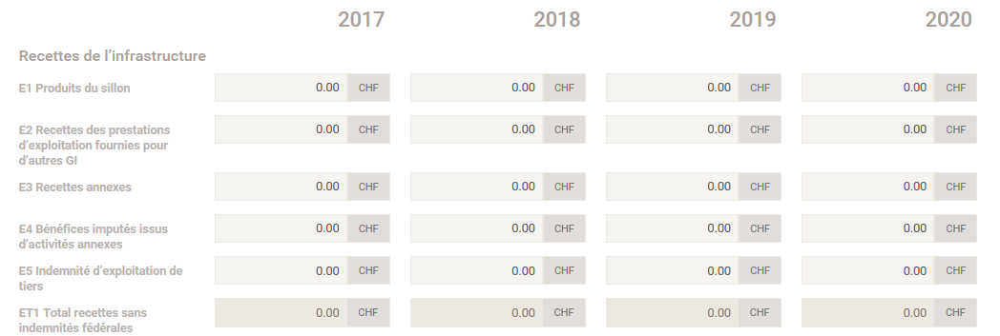 2017 2018 2019 2020
Recettes de l’infrastructure
E1 Produits du sillon 0.00 CHF 0.00 CHF 0.00 CHF 0.00 CHF
E2 Recettes des prestations 0.00 CHF 0.00 CHF 0.00 CHF 0.00 CHF
d’exploitation fournies pour
d’autres GI
E3 Recettes annexes 0.00 CHF 0.00 CHF 0.00 CHF 0.00 CHF
E4 Bénéfices imputés issus 0.00 CHF 0.00 CHF 0.00 CHF 0.00 CHF
d’activités annexes
E5 Indemnité d’exploitation de 0.00 CHF 0.00 CHF 0.00 CHF 0.00 CHF
tiers
ET1 Total recettes sans 0.00 CHF 0.00 CHF 0.00 CHF 0.00 CHF
indemnités fédérales